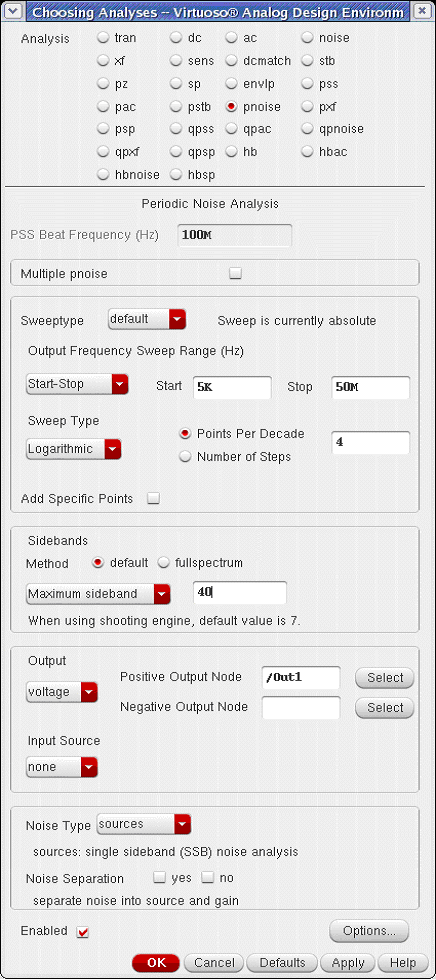 Choosing Analyses -- Virtuoso® Analog Design Environm
Analysis tran dc ac noise
xf sens dcmatch stb
pz sp envlp pss
pac pstb pnoise pxf
psp qpss qpac qpnoise
qpxf qpsp hb hbac
hbnoise hbsp
Periodic Noise Analysis
PSS Beat Frequency (Hz) 100M
Multiple pnoise
Sweeptype default Sweep is currently absolute
Output Frequency Sweep Range (Hz)
Start-Stop Start 5K Stop 50M
Sweep Type
Points Per Decade
Logarithmic 4
Number of Steps
Add Specific Points
Sidebands
Method default fullspectrum
Maximum sideband 40
When using shooting engine, default value is 7.
Output
Positive Output Node /Out1 Select
voltage
Negative Output Node Select
Input Source
none
Noise Type sources
sources: single sideband (SSB) noise analysis
Noise Separation yes no
separate noise into source and gain
Enabled Options...
OK Cancel Defaults Apply Help